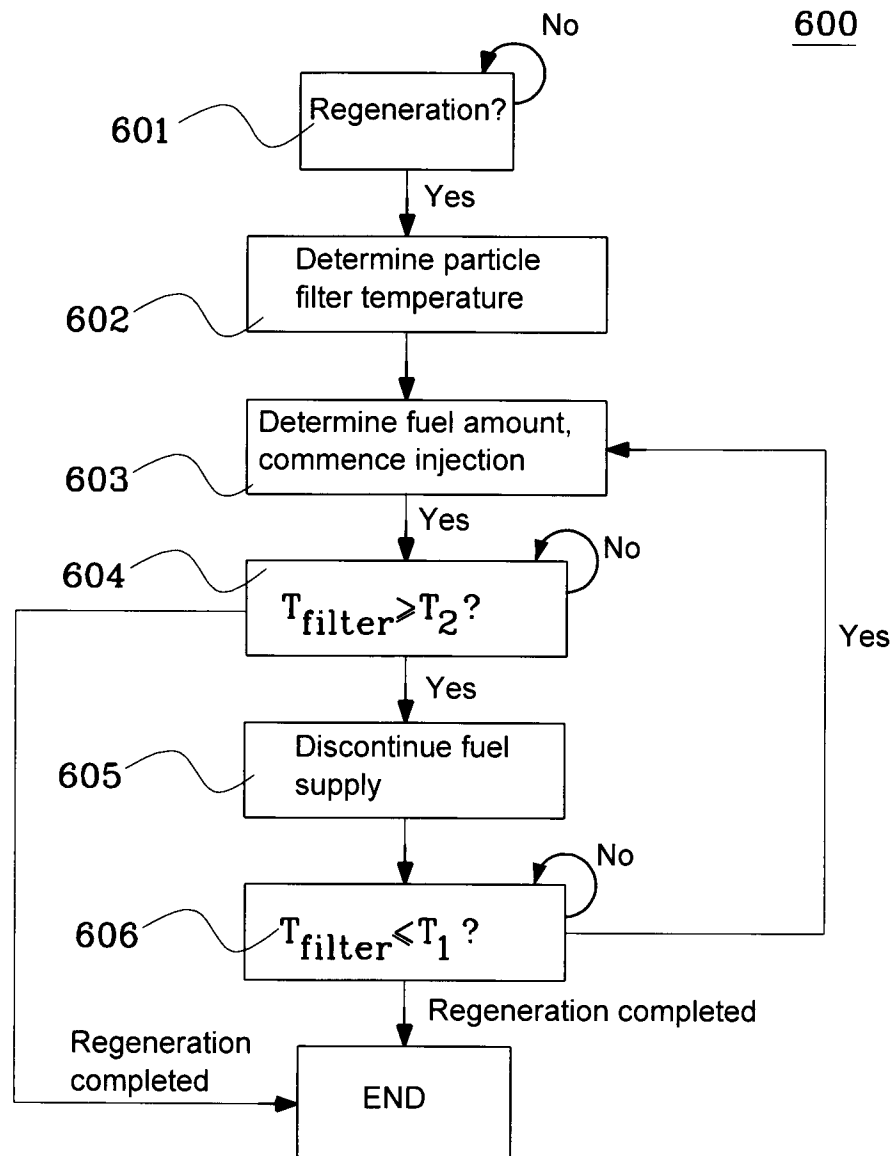 600
No
Regeneration?
601
Yes
Determine particle
filter temperature
602
Determine fuel amount,
commence injection
603
Yes
No
604
Tfilter⩾T2?
Yes
Yes
Discontinue fuel
supply
605
No
606
Tfilter⩽T1?
Regeneration completed
Regeneration
completed
END